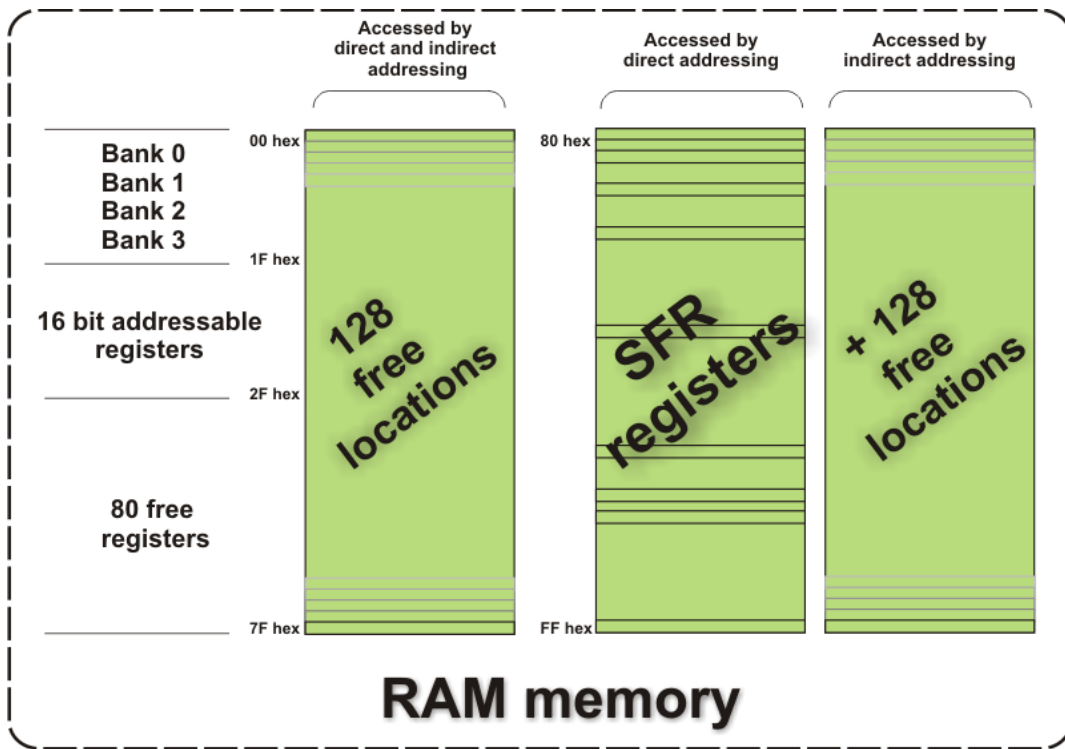 Accessed by
direct and indirect
addressing
Accessed by
direct addressing
Accessed by
indirect addressing
00 hex
80 hex
Bank 0
Bank 1
Bank 2
Bank 3
1F hex
16 bit addressable
registers
2F hex
80 free
registers
7F hex
FF hex
128
free
locations
SFR
registers
+ 128
free
locations
RAM memory